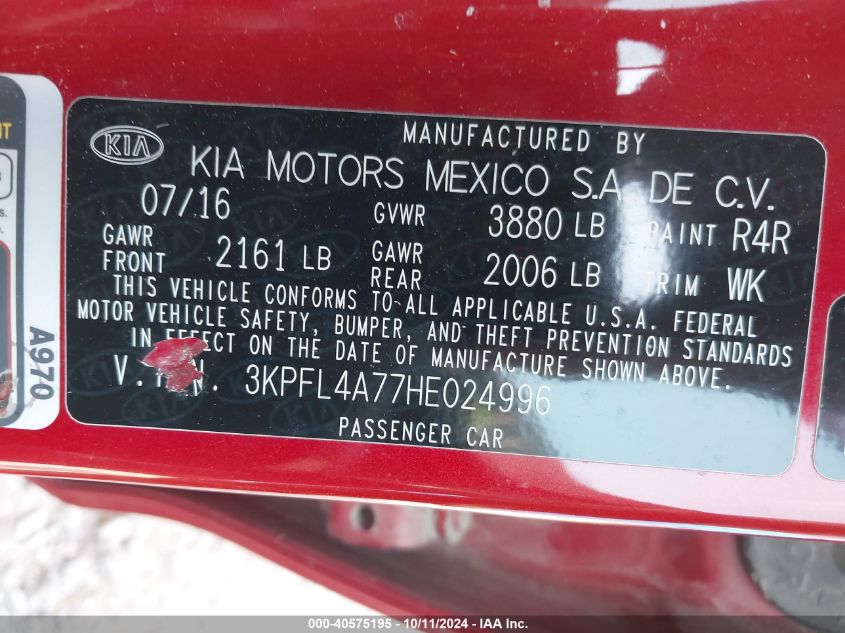 MANUFACTURED BY
KIA KIA MOTORS MEXICO S.A. DE C.V.
07/16 GVWR 3880 LB PAINT R4R
GAWR FRONT 2161 LB GAWR REAR 2006 LB TRIM WK
THIS VEHICLE CONFORMS TO ALL APPLICABLE U.S.A. FEDERAL
MOTOR VEHICLE SAFETY, BUMPER, AND THEFT PREVENTION STANDARDS
IN EFFECT ON THE DATE OF MANUFACTURE SHOWN ABOVE.
V. N. 3KPFL4A77HE024996
PASSENGER CAR
A970
000-40575195 - 10/11/2024 - IAA Inc.